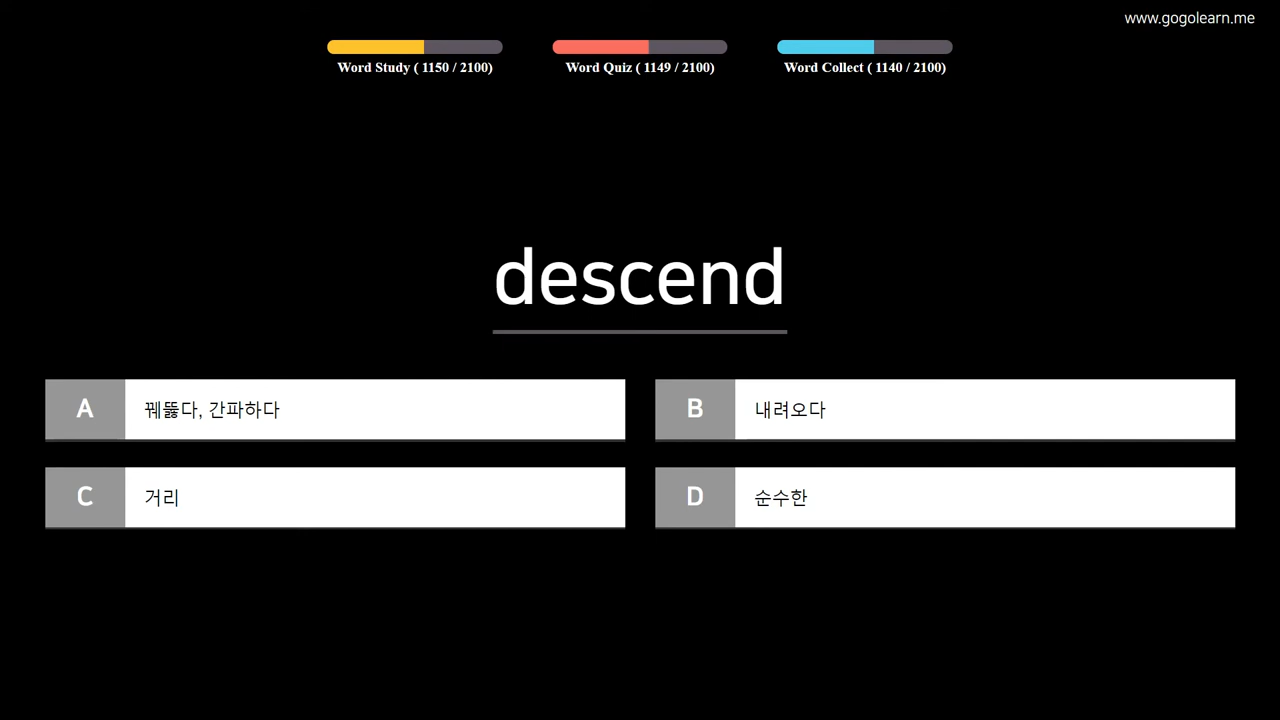 www.gogolearn.me
Word Study ( 1150 / 2100)
Word Quiz ( 1149 / 2100)
Word Collect ( 1140 / 2100)
descend
A 꿰뚫다, 간파하다
B 내려오다
C 거리
D 순수한